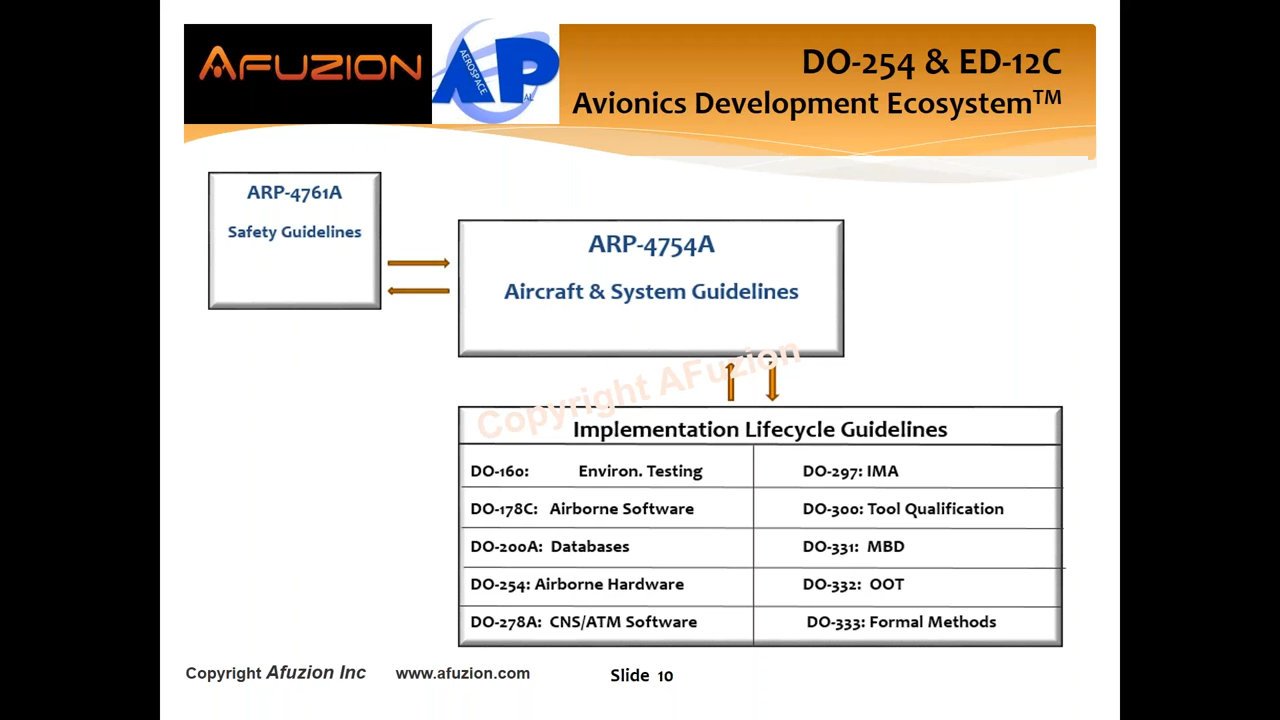 AFUZION
AEROSPACE
AP
AL
DO-254 & ED-12C
Avionics Development Ecosystem™
ARP-4761A
Safety Guidelines
ARP-4754A
Aircraft & System Guidelines
Copyright AFuzion
Implementation Lifecycle Guidelines
DO-160: Environ. Testing
DO-297: IMA
DO-178C: Airborne Software
DO-300: Tool Qualification
DO-200A: Databases
DO-331: MBD
DO-254: Airborne Hardware
DO-332: OOT
DO-278A: CNS/ATM Software
DO-333: Formal Methods
Copyright Afuzion Inc www.afuzion.com Slide 10